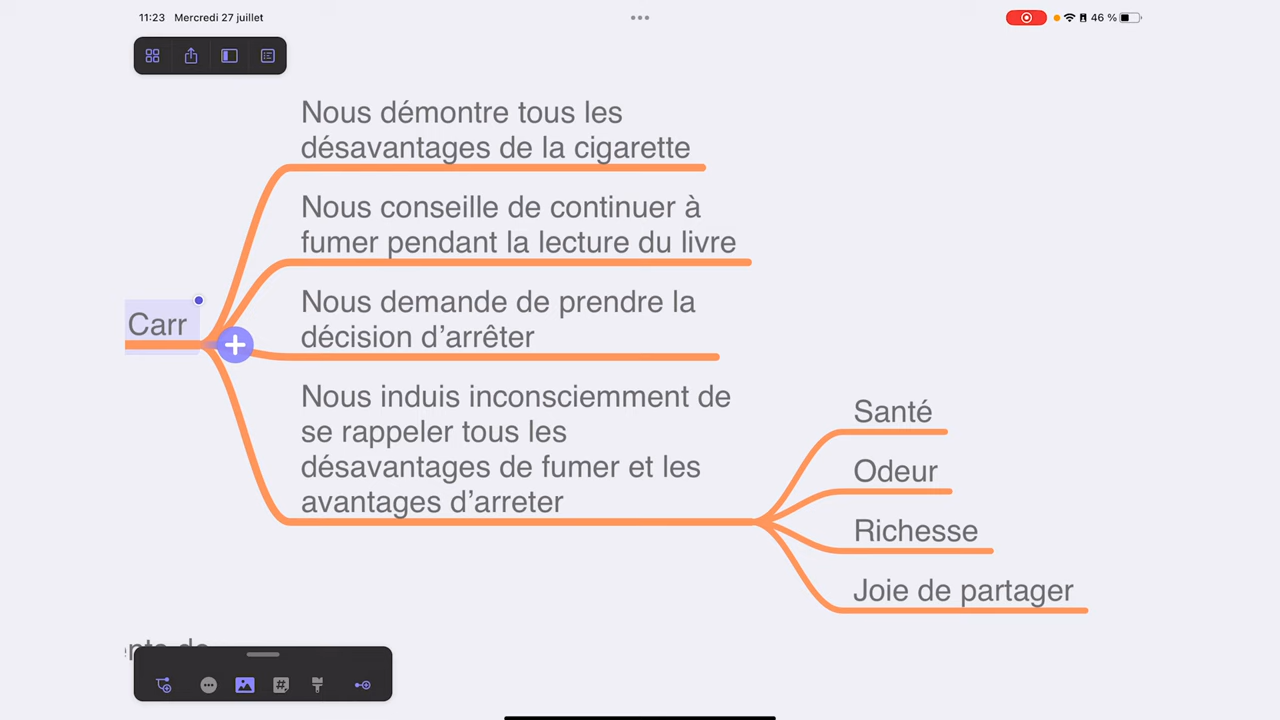 11:23 Mercredi 27 juillet
46 %
Nous démontre tous les
désavantages de la cigarette
Nous conseille de continuer à
fumer pendant la lecture du livre
Carr
Nous demande de prendre la
décision d’arrêter
Nous induis inconsciemment de
se rappeler tous les
désavantages de fumer et les
avantages d’arreter
Santé
Odeur
Richesse
Joie de partager